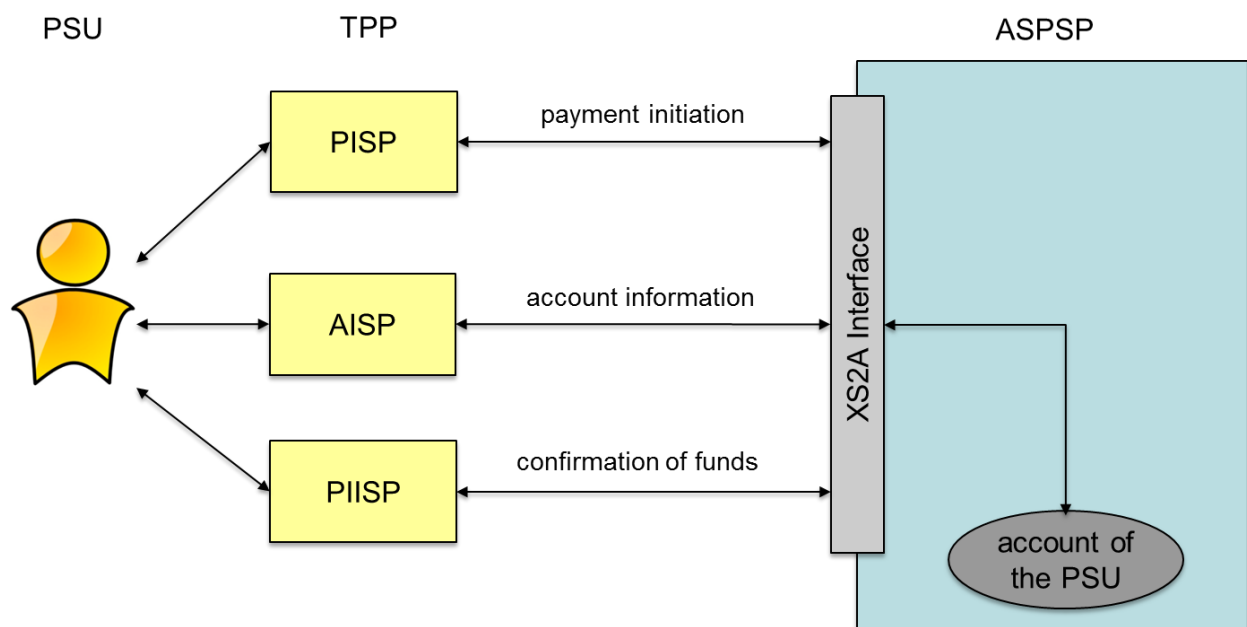 PSU
TPP
ASPSP
PISP
payment initiation
AISP
account information
XS2A Interface
PIISP
confirmation of funds
account of
the PSU